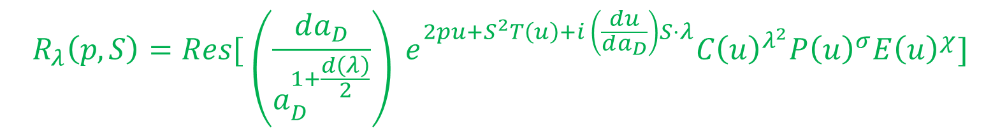 R_λ(p,S) = Res[(da_D / a_D^{1+d(λ)/2}) e^{2pu+S^2T(u)+i(du/da_D)S·λ} C(u)^{λ^2} P(u)^σ E(u)^χ]